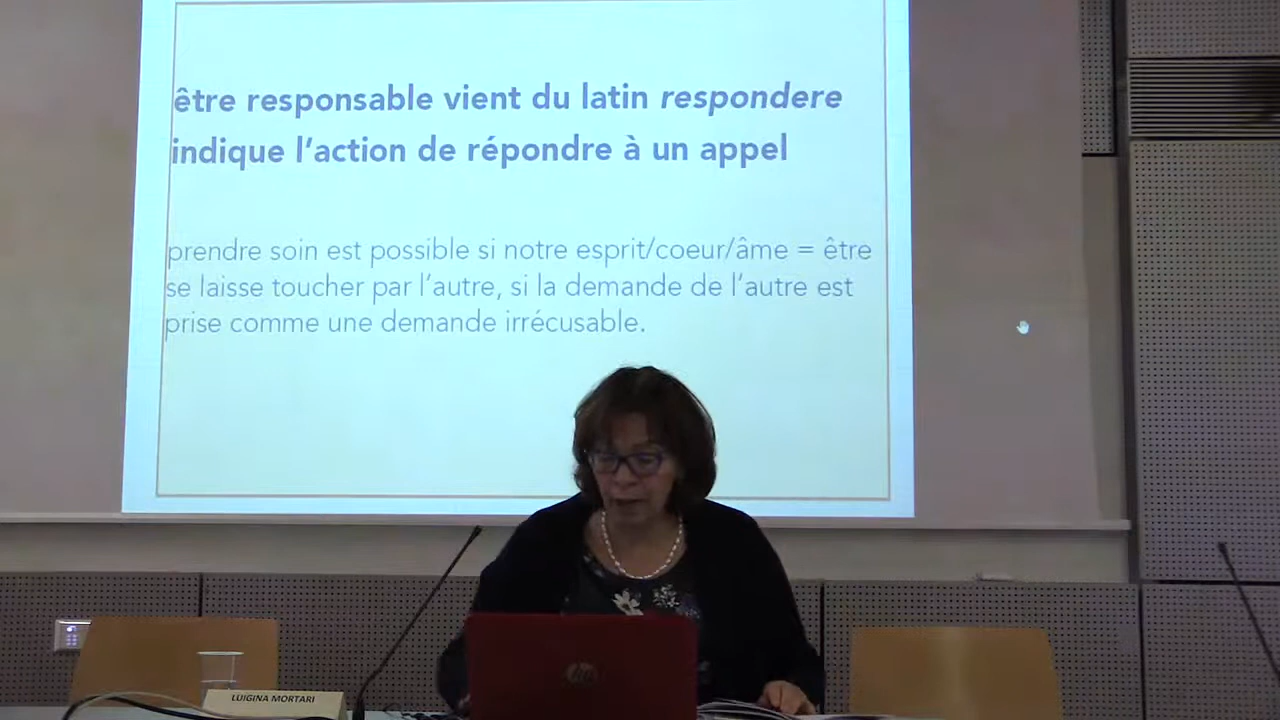 être responsable vient du latin respondere
indique l'action de répondre à un appel
prendre soin est possible si notre esprit/coeur/âme = être
se laisse toucher par l'autre, si la demande de l'autre est
prise comme une demande irrécusable.
hp
LUIGINA MORTARI